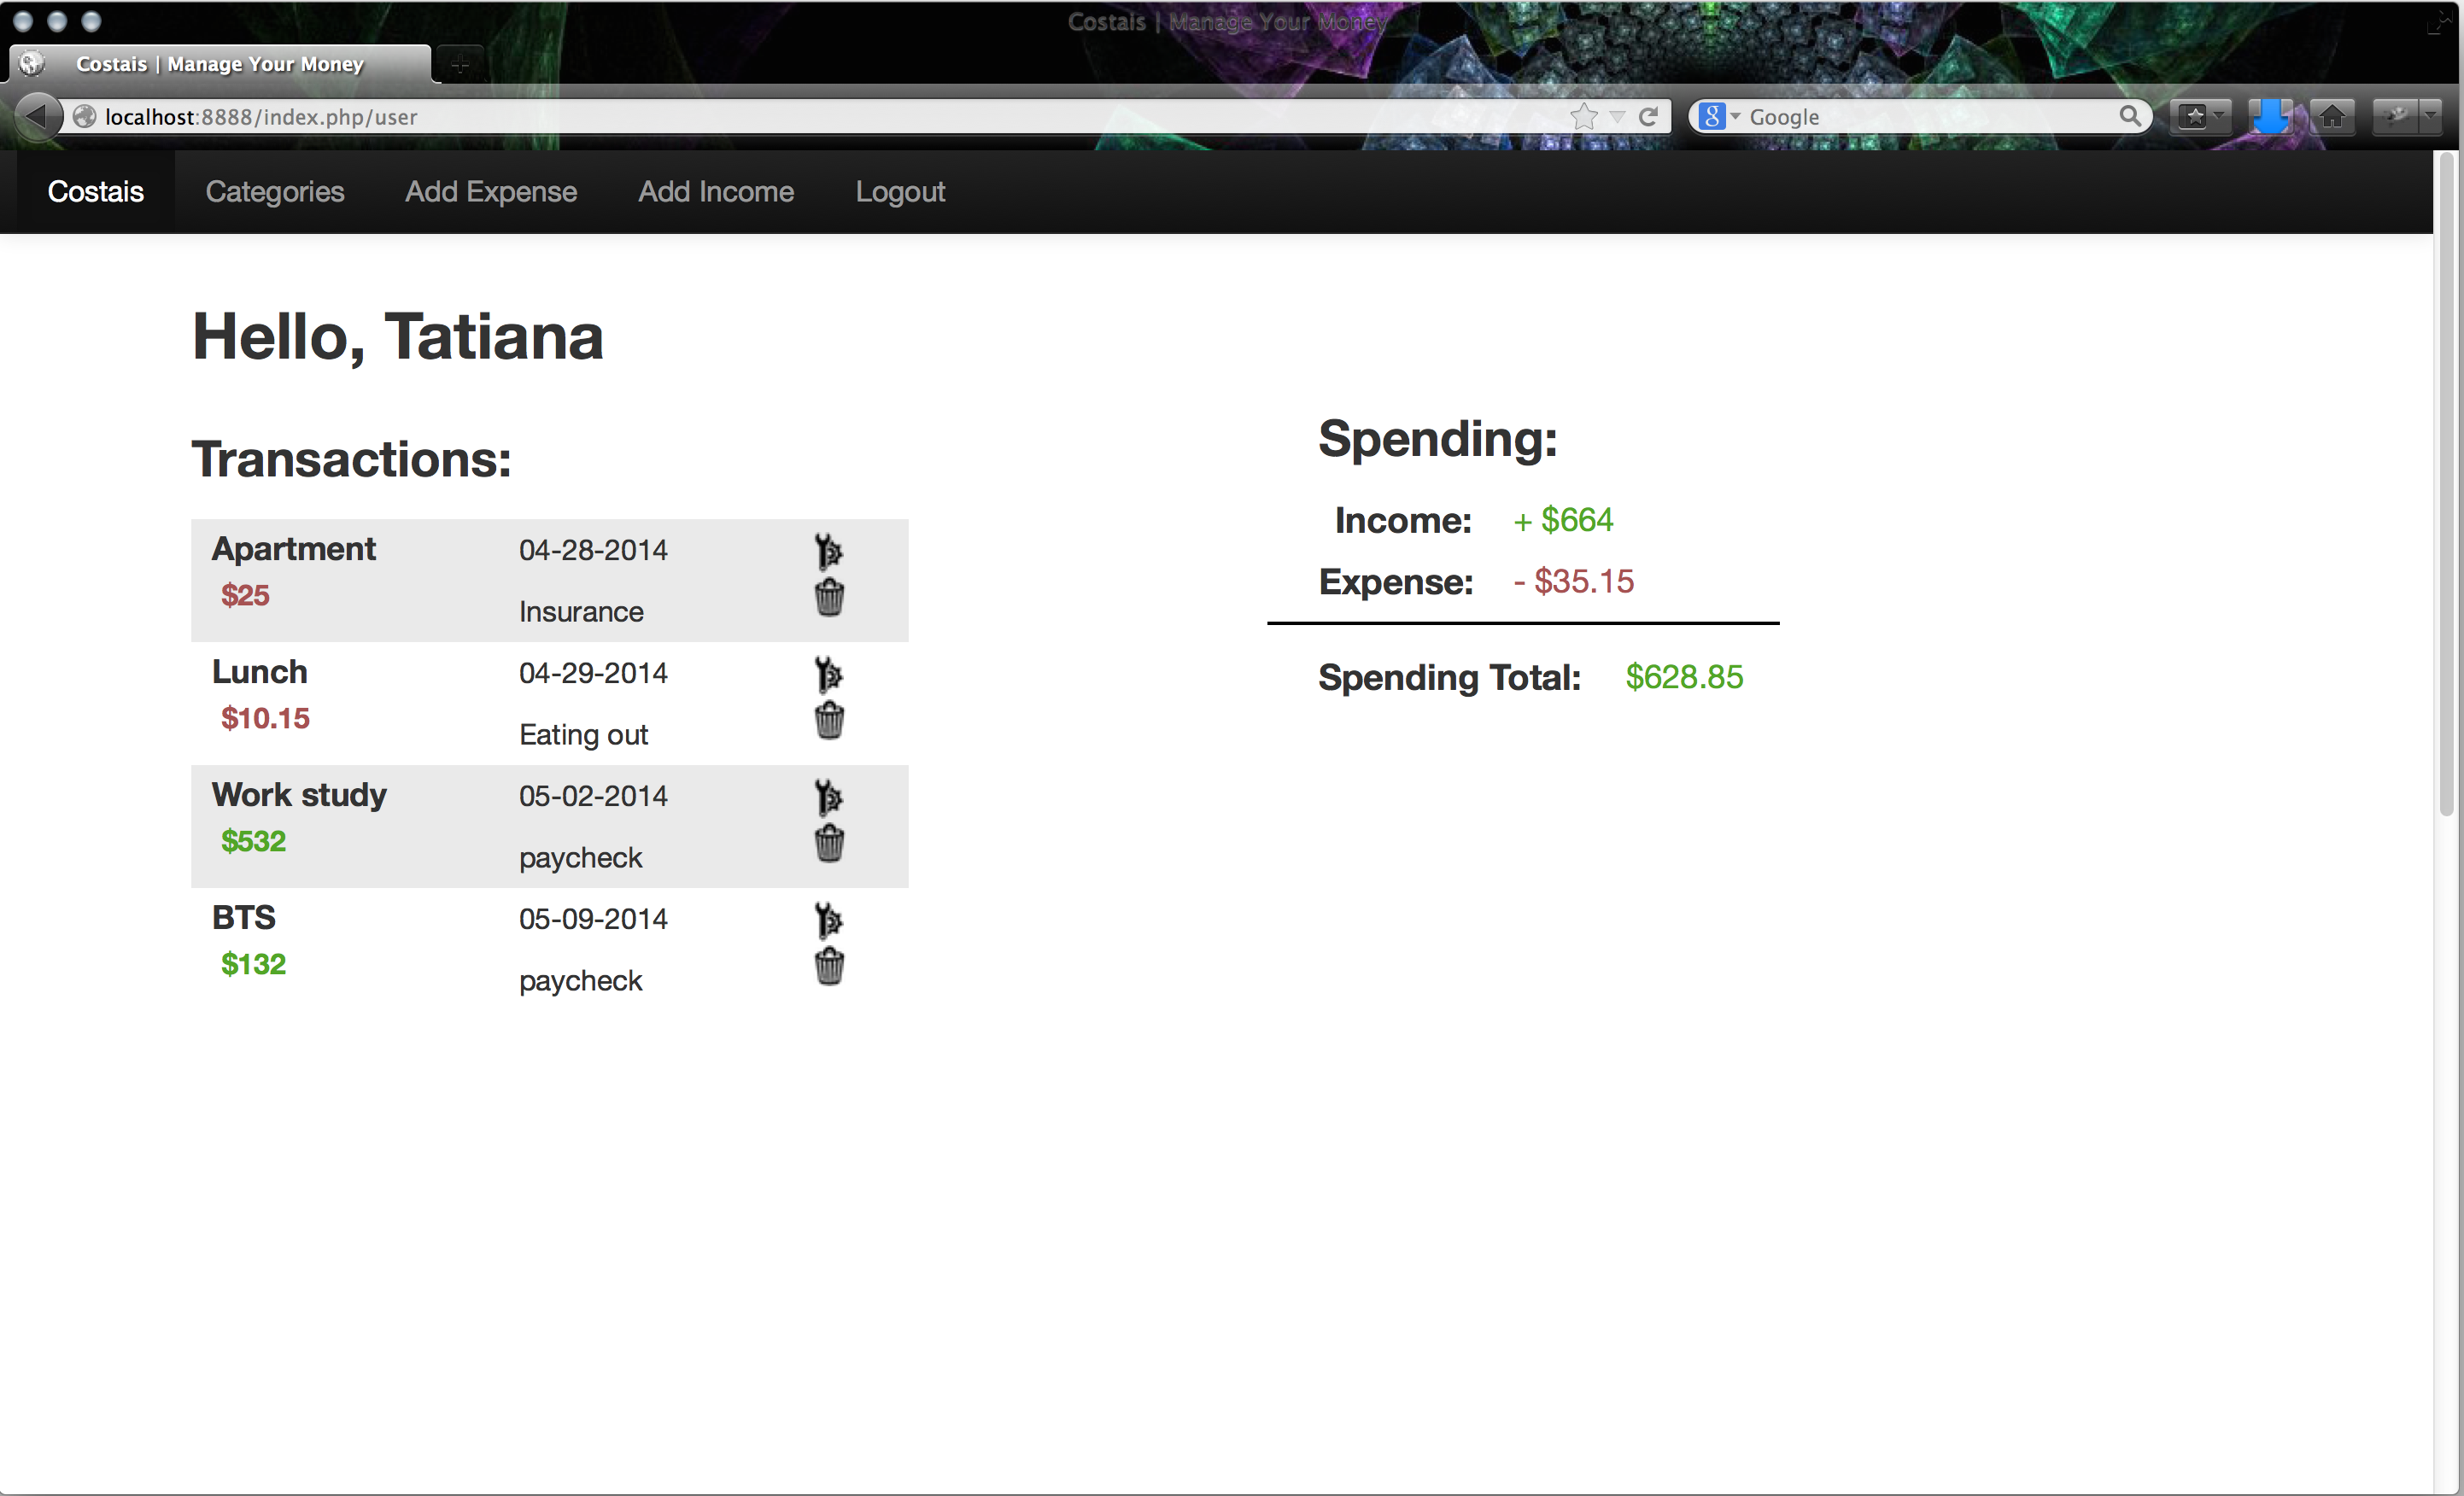 Costais | Manage Your Money
Costais | Manage Your Money
localhost:8888/index.php/user
Google
Costais Categories Add Expense Add Income Logout
Hello, Tatiana
Transactions:
Apartment 04-28-2014
$25
Insurance
Lunch 04-29-2014
$10.15
Eating out
Work study 05-02-2014
$532
paycheck
BTS 05-09-2014
$132
paycheck
Spending:
Income: + $664
Expense: - $35.15
Spending Total: $628.85